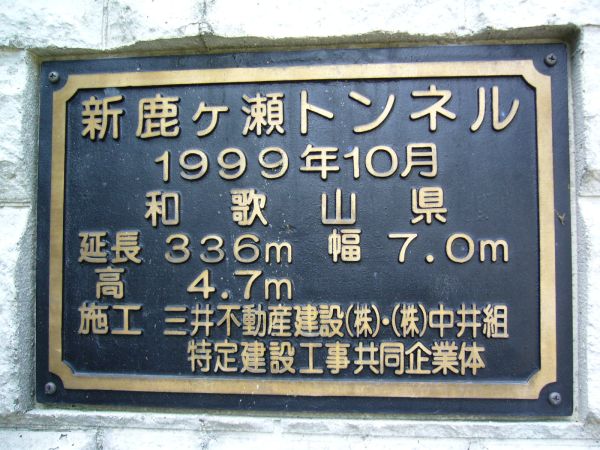 新鹿ヶ瀬トンネル
1999年10月
和歌山県
延長 336m 幅 7.0m
高 4.7m
施工 三井不動産建設(株)・(株)中井組
特定建設工事共同企業体